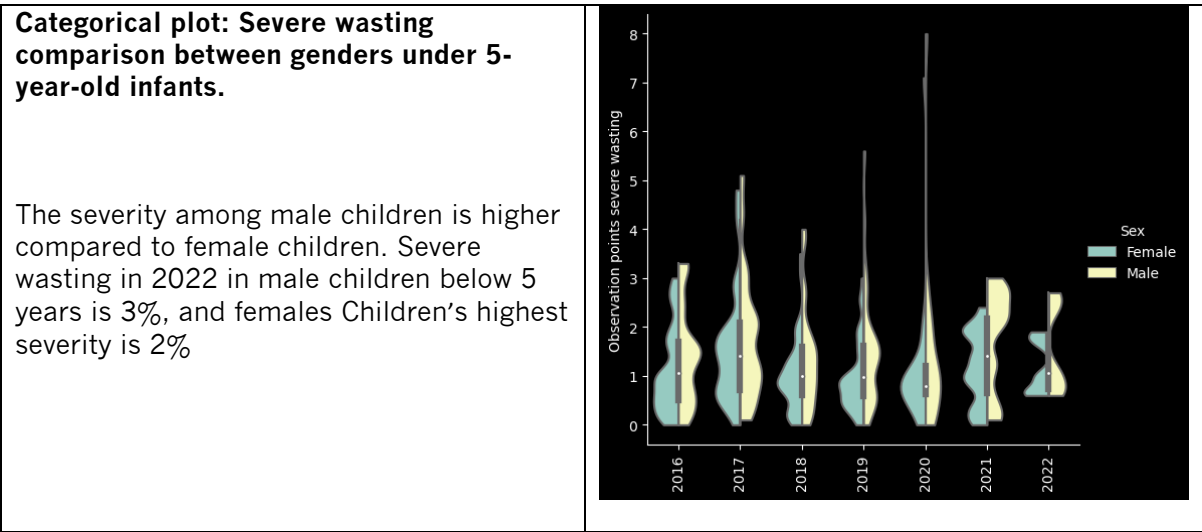 Categorical plot: Severe wasting
comparison between genders under 5-
year-old infants.
The severity among male children is higher
compared to female children. Severe
wasting in 2022 in male children below 5
years is 3%, and females Children's highest
severity is 2%
Observation points severe wasting
8
7
6
5
4
3
2
1
0
2016
2017
2018
2019
2020
2021
2022
Sex
Female
Male